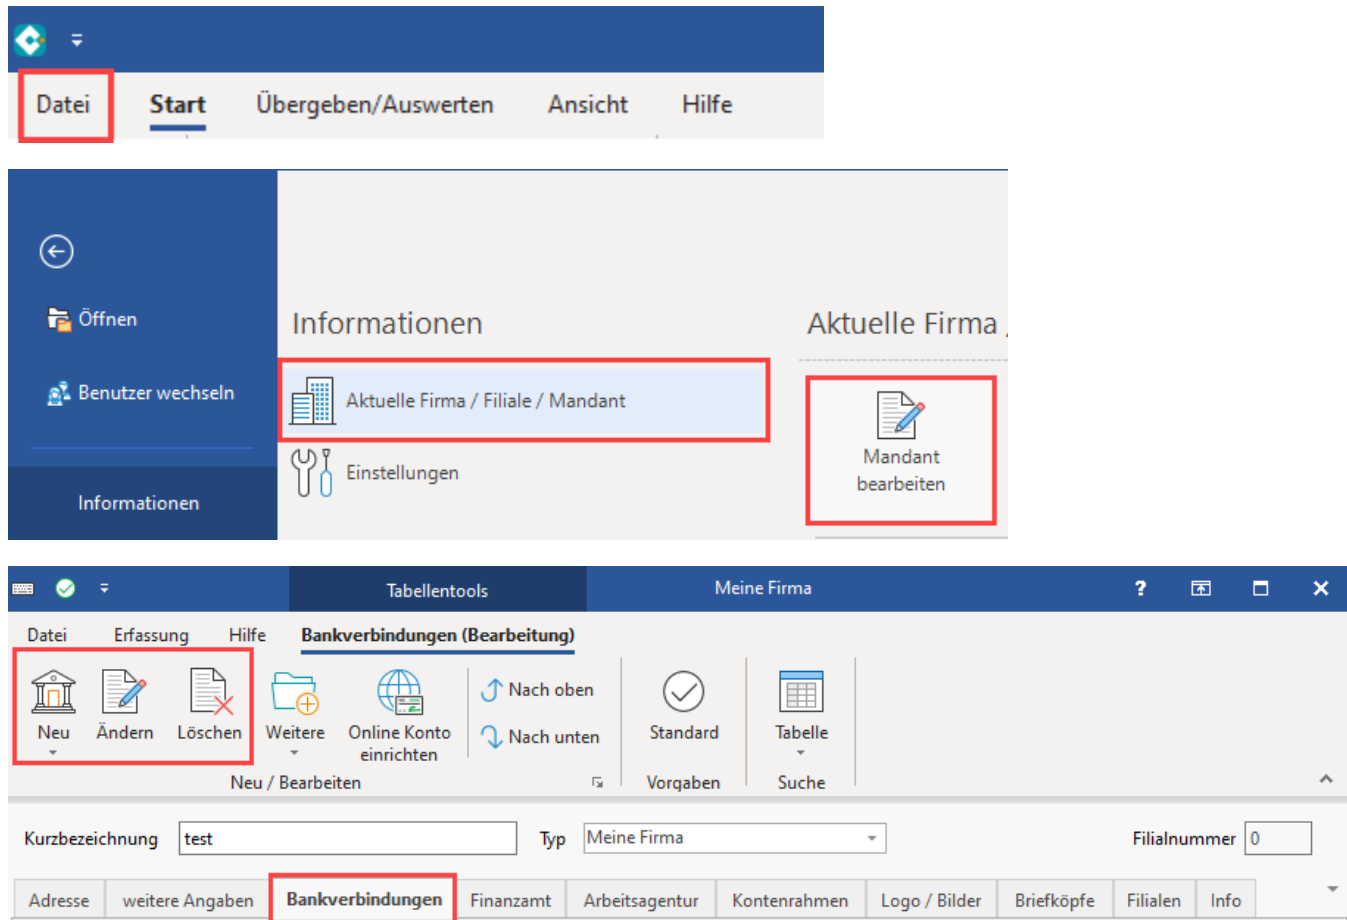 Datei Start Übergeben/Auswerten Ansicht Hilfe
Öffnen
Benutzer wechseln
Informationen
Informationen
Aktuelle Firma / Filiale / Mandant
Einstellungen
Aktuelle Firma /
Mandant
bearbeiten
Tabellentools Meine Firma ?
Datei Erfassung Hilfe Bankverbindungen (Bearbeitung)
Neu Ändern Löschen Weitere Online Konto
einrichten
Nach oben
Nach unten
Standard Tabelle
Neu / Bearbeiten Vorgaben Suche
Kurzbezeichnung test Typ Meine Firma Filialnummer 0
Adresse weitere Angaben Bankverbindungen Finanzamt Arbeitsagentur Kontenrahmen Logo / Bilder Briefköpfe Filialen Info